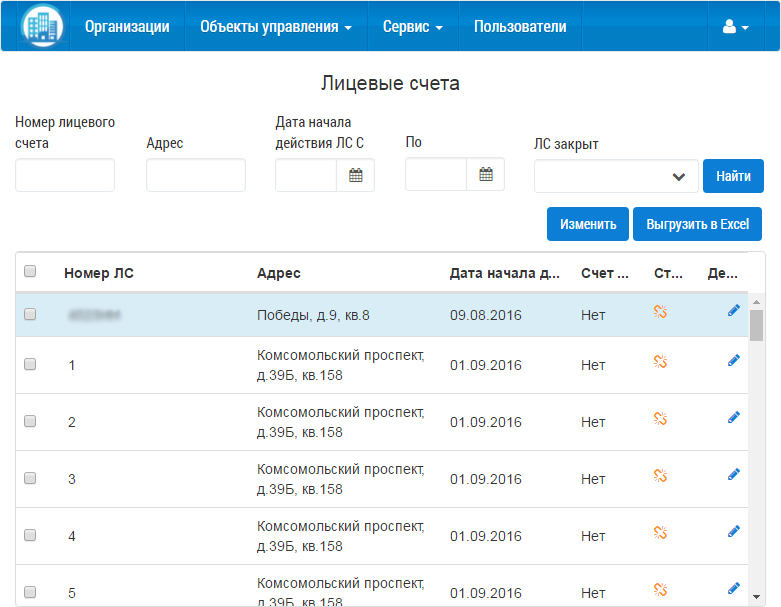 Организации Объекты управления Сервис Пользователи
Лицевые счета
Номер лицевого счета
Адрес
Дата начала действия ЛС С
По
ЛС закрыт
Найти
Изменить Выгрузить в Excel
Номер ЛС Адрес Дата начала д... Счет ... Ст... Де...
Победы, д.9, кв.8 09.08.2016 Нет
1 Комсомольский проспект, д.39Б, кв.158 01.09.2016 Нет
2 Комсомольский проспект, д.39Б, кв.158 01.09.2016 Нет
3 Комсомольский проспект, д.39Б, кв.158 01.09.2016 Нет
4 Комсомольский проспект, д.39Б, кв.158 01.09.2016 Нет
5 Комсомольский проспект, д.39Б, кв.158 01.09.2016 Нет